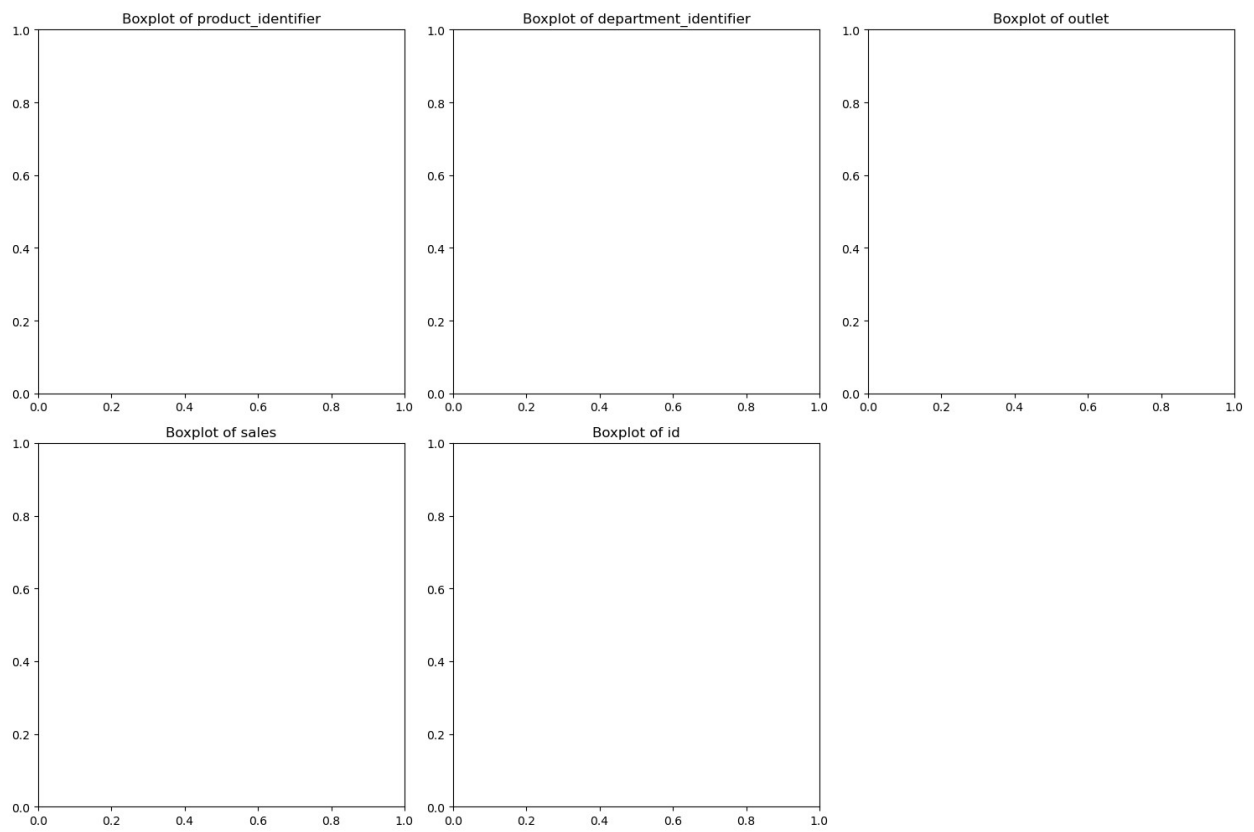 Boxplot of product_identifier Boxplot of department_identifier Boxplot of outlet
1.0 1.0 1.0
0.8 0.8 0.8
0.6 0.6 0.6
0.4 0.4 0.4
0.2 0.2 0.2
0.0 0.0 0.0
0.0 0.2 0.4 0.6 0.8 1.0 0.0 0.2 0.4 0.6 0.8 1.0 0.0 0.2 0.4 0.6 0.8 1.0
Boxplot of sales Boxplot of id
1.0 1.0
0.8 0.8
0.6 0.6
0.4 0.4
0.2 0.2
0.0 0.0
0.0 0.2 0.4 0.6 0.8 1.0 0.0 0.2 0.4 0.6 0.8 1.0